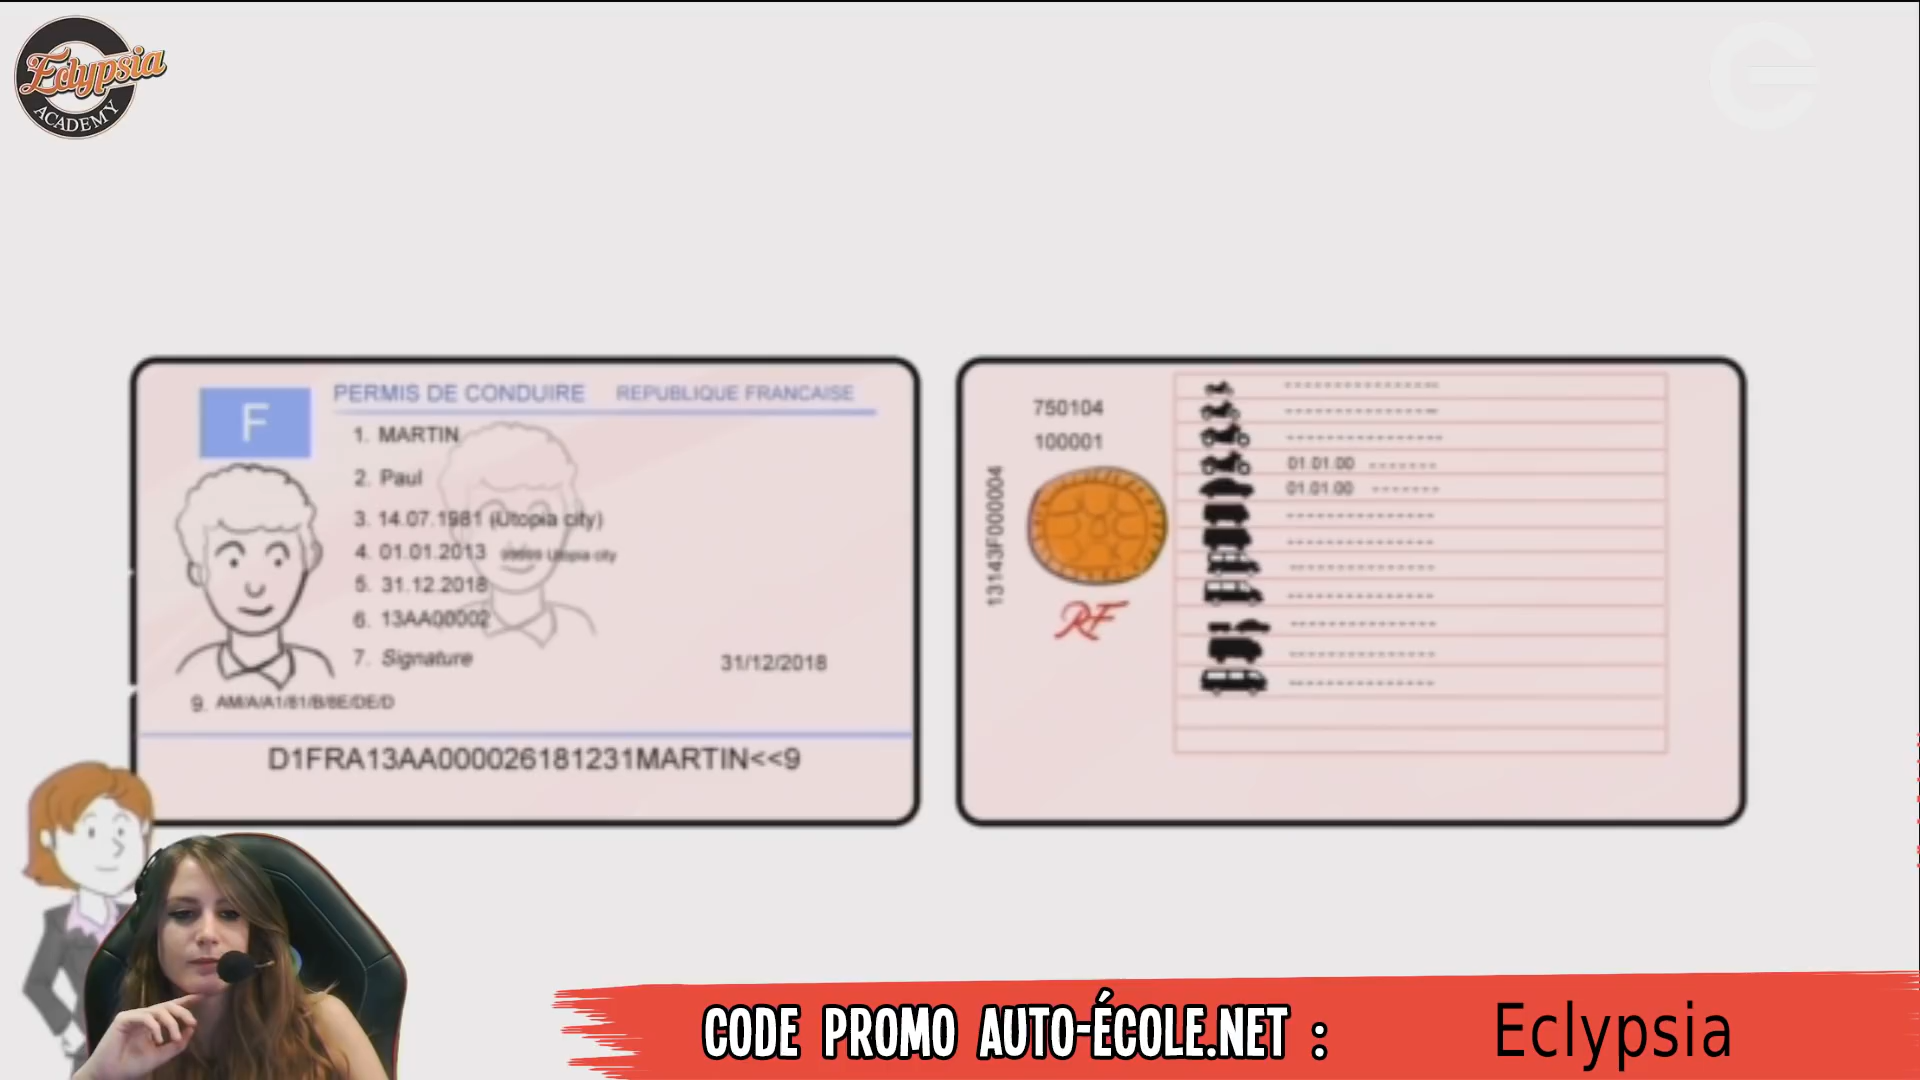 Eclypsia
ACADEMY
F
PERMIS DE CONDUIRE REPUBLIQUE FRANCAISE
1. MARTIN
2. Paul
3. 14.07.1981 (Utopia city)
4. 01.01.2013 Utopia city
5. 31.12.2018
6. 13AA00002
7. Signature
31/12/2018
9. AM/A/A1/B1/B/BE/DE/D
D1FRA13AA000026181231MARTIN<<9
750104
100001
13143F000004
RF
01.01.00
01.01.00
CODE PROMO AUTO-ÉCOLE.NET :
Eclypsia